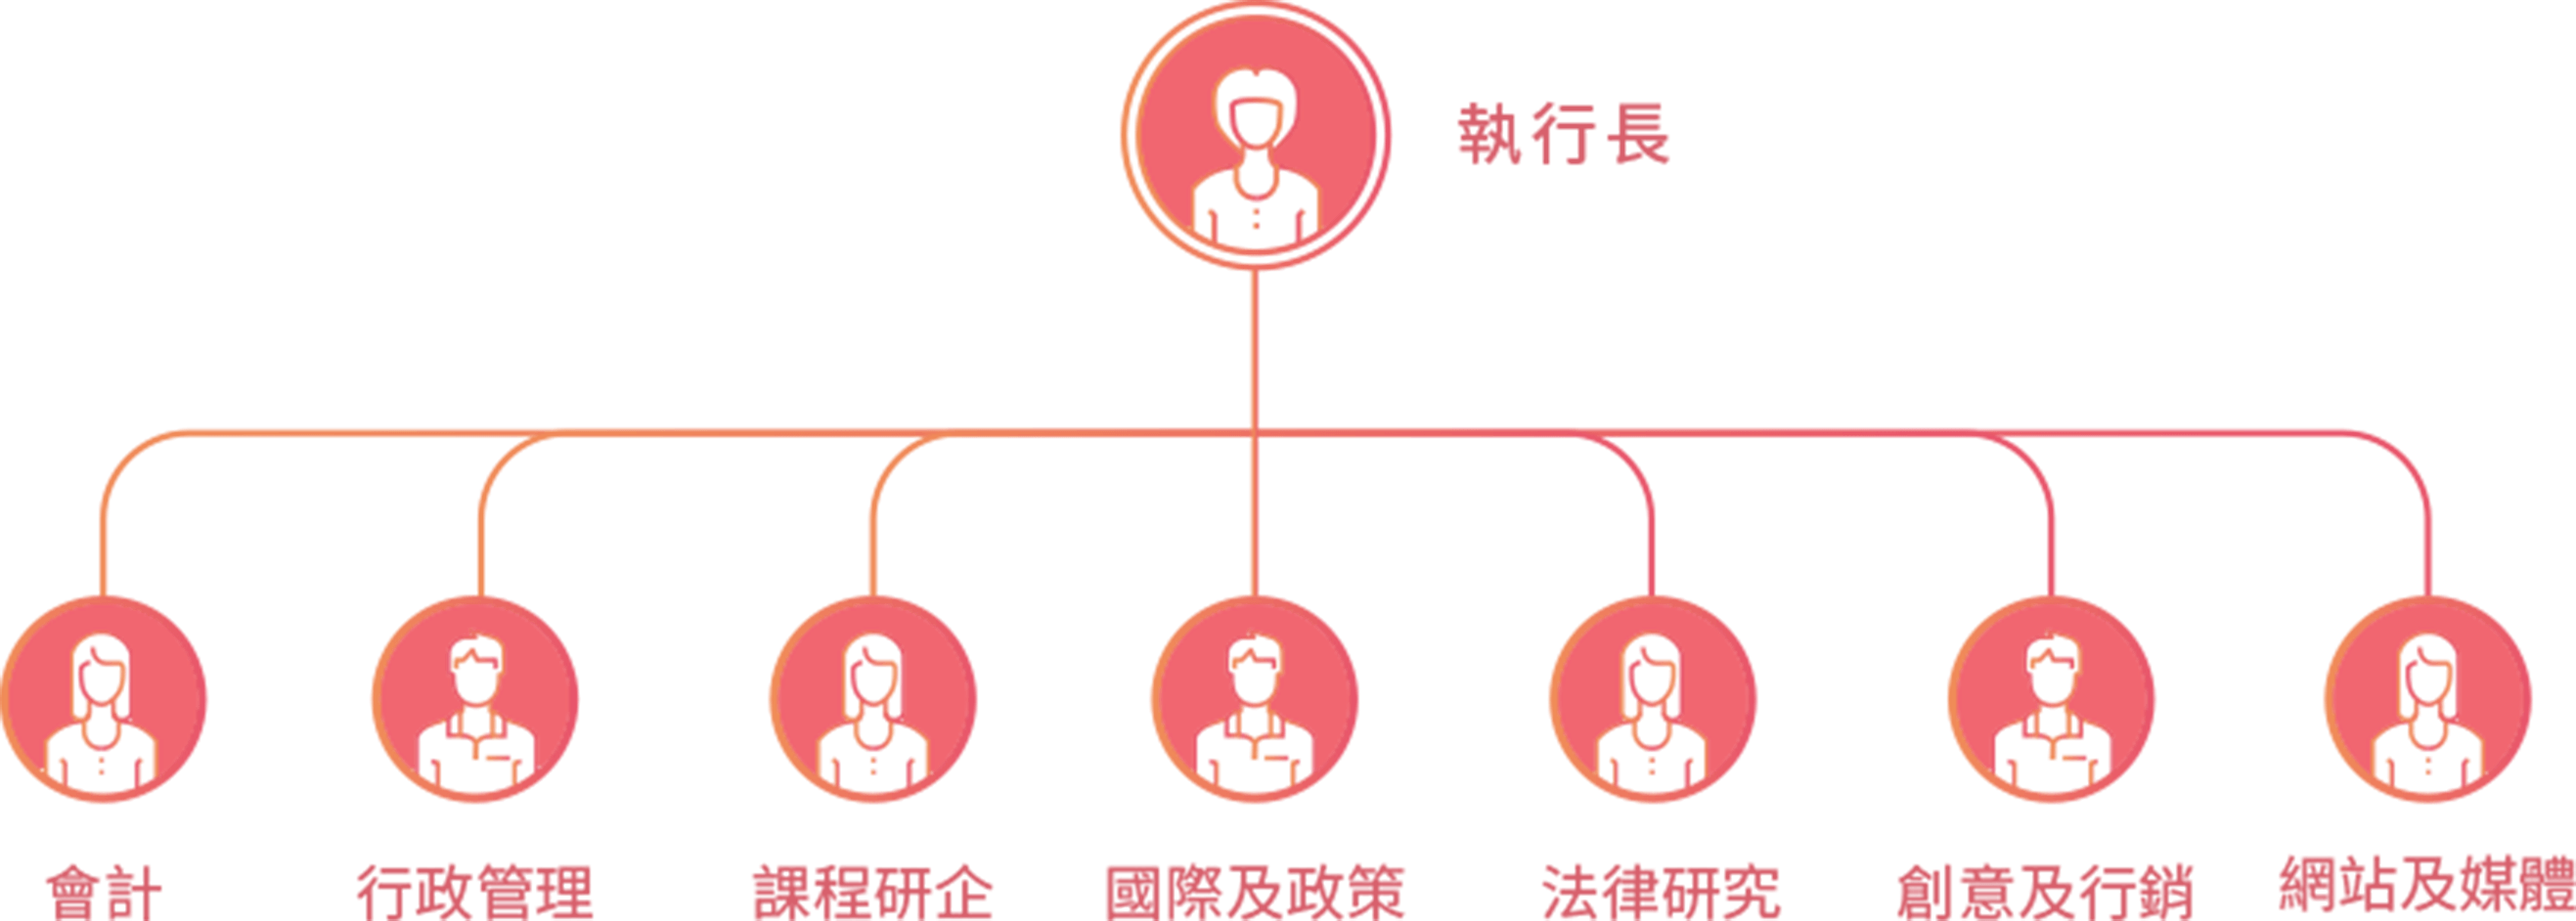 執行長
會計
行政管理
課程研企
國際及政策
法律研究
創意及行銷
網站及媒體